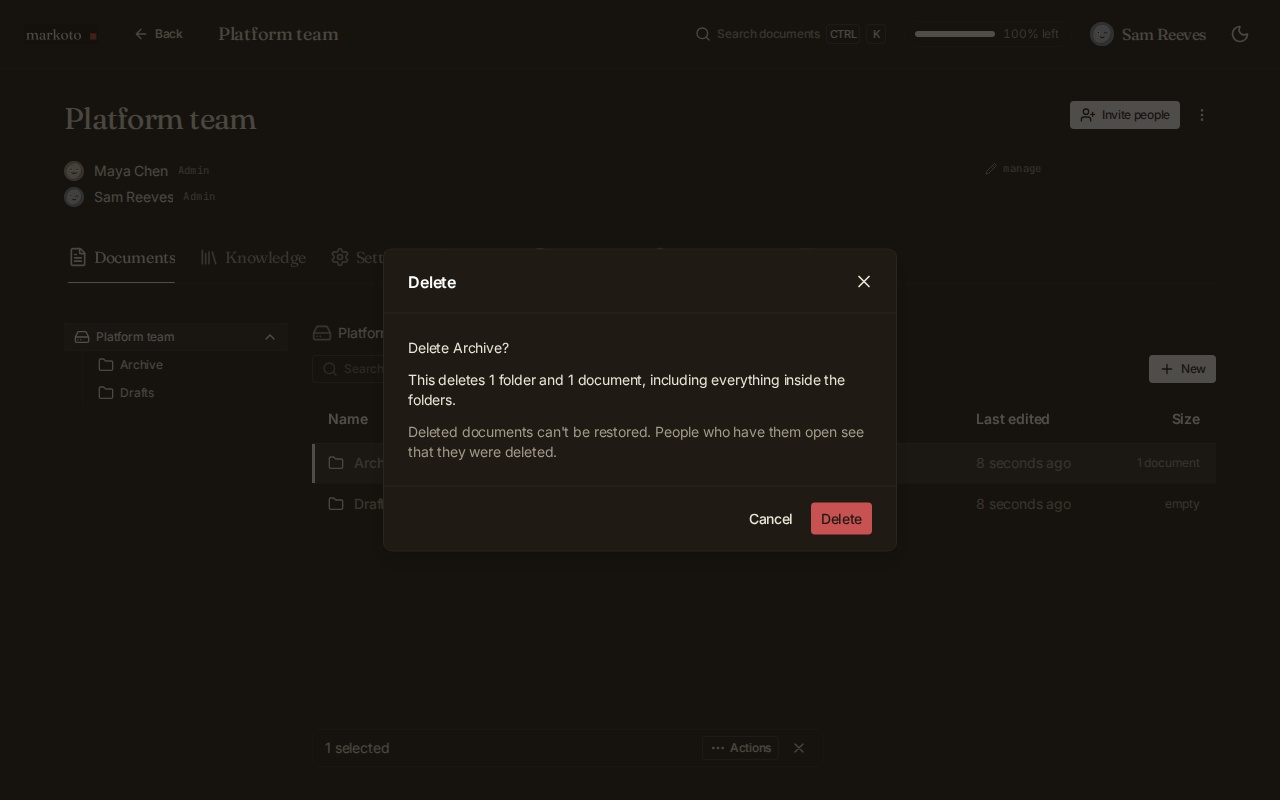 markoto
Back
Platform team
Search documents CTRL K
100% left
Sam Reeves
Platform team
Invite people
Maya Chen Admin
manage
Sam Reeves Admin
Documents
Knowledge
Delete
Platform team
Archive
Drafts
Delete Archive?
This deletes 1 folder and 1 document, including everything inside the
folders.
Deleted documents can't be restored. People who have them open see
that they were deleted.
Cancel
Delete
Search
New
Name
Last edited
Size
8 seconds ago
1 document
8 seconds ago
empty
1 selected
Actions